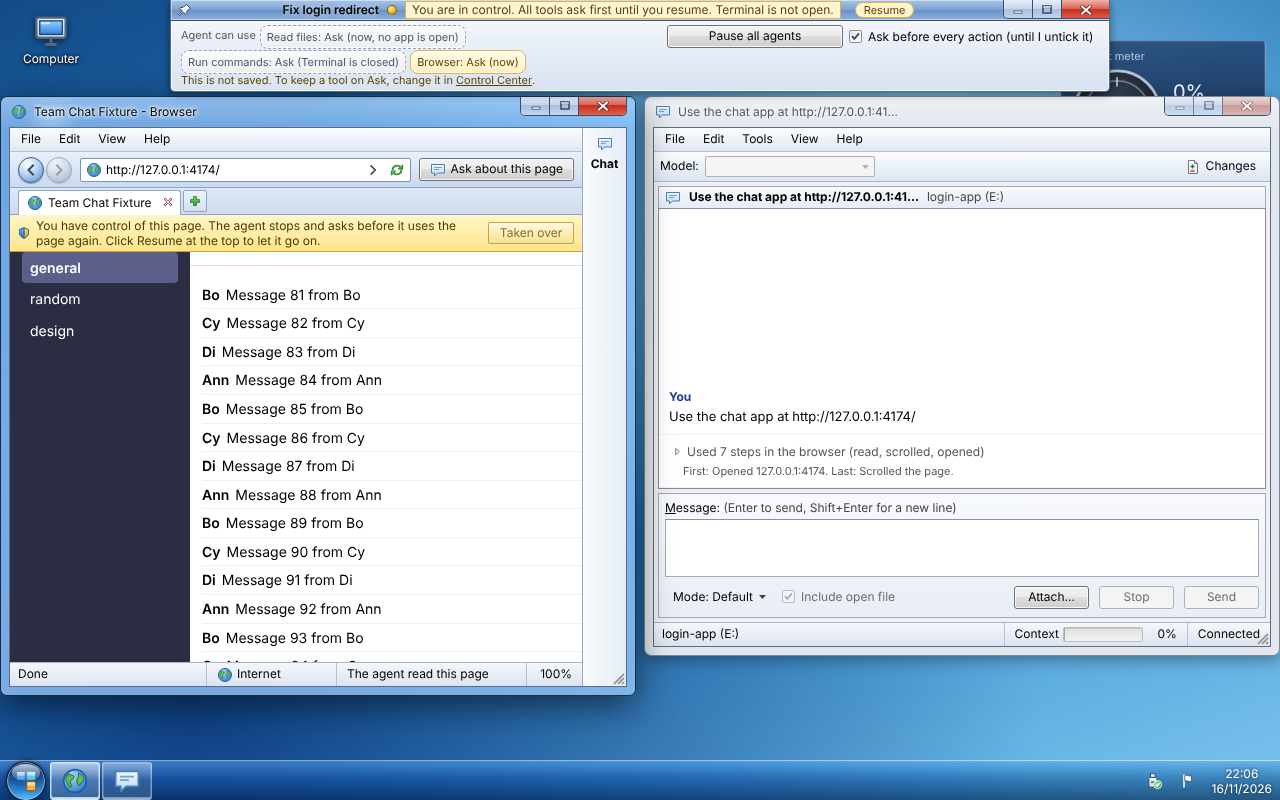 Computer
Fix login redirect
You are in control. All tools ask first until you resume. Terminal is not open.
Resume
Agent can use
Read files: Ask (now, no app is open)
Pause all agents
Ask before every action (until I untick it)
Run commands: Ask (Terminal is closed)
Browser: Ask (now)
This is not saved. To keep a tool on Ask, change it in Control Center.
meter
0%
Team Chat Fixture - Browser
File Edit View Help
http://127.0.0.1:4174/
Ask about this page
Chat
Team Chat Fixture
You have control of this page. The agent stops and asks before it uses the
page again. Click Resume at the top to let it go on.
Taken over
general
random
design
Bo Message 81 from Bo
Cy Message 82 from Cy
Di Message 83 from Di
Ann Message 84 from Ann
Bo Message 85 from Bo
Cy Message 86 from Cy
Di Message 87 from Di
Ann Message 88 from Ann
Bo Message 89 from Bo
Cy Message 90 from Cy
Di Message 91 from Di
Ann Message 92 from Ann
Bo Message 93 from Bo
Done
Internet
The agent read this page
100%
Use the chat app at http://127.0.0.1:41...
File Edit Tools View Help
Model:
Changes
Use the chat app at http://127.0.0.1:41... login-app (E:)
You
Use the chat app at http://127.0.0.1:4174/
Used 7 steps in the browser (read, scrolled, opened)
First: Opened 127.0.0.1:4174. Last: Scrolled the page.
Message: (Enter to send, Shift+Enter for a new line)
Mode: Default
Include open file
Attach...
Stop
Send
login-app (E:)
Context
0%
Connected
22:06
16/11/2026